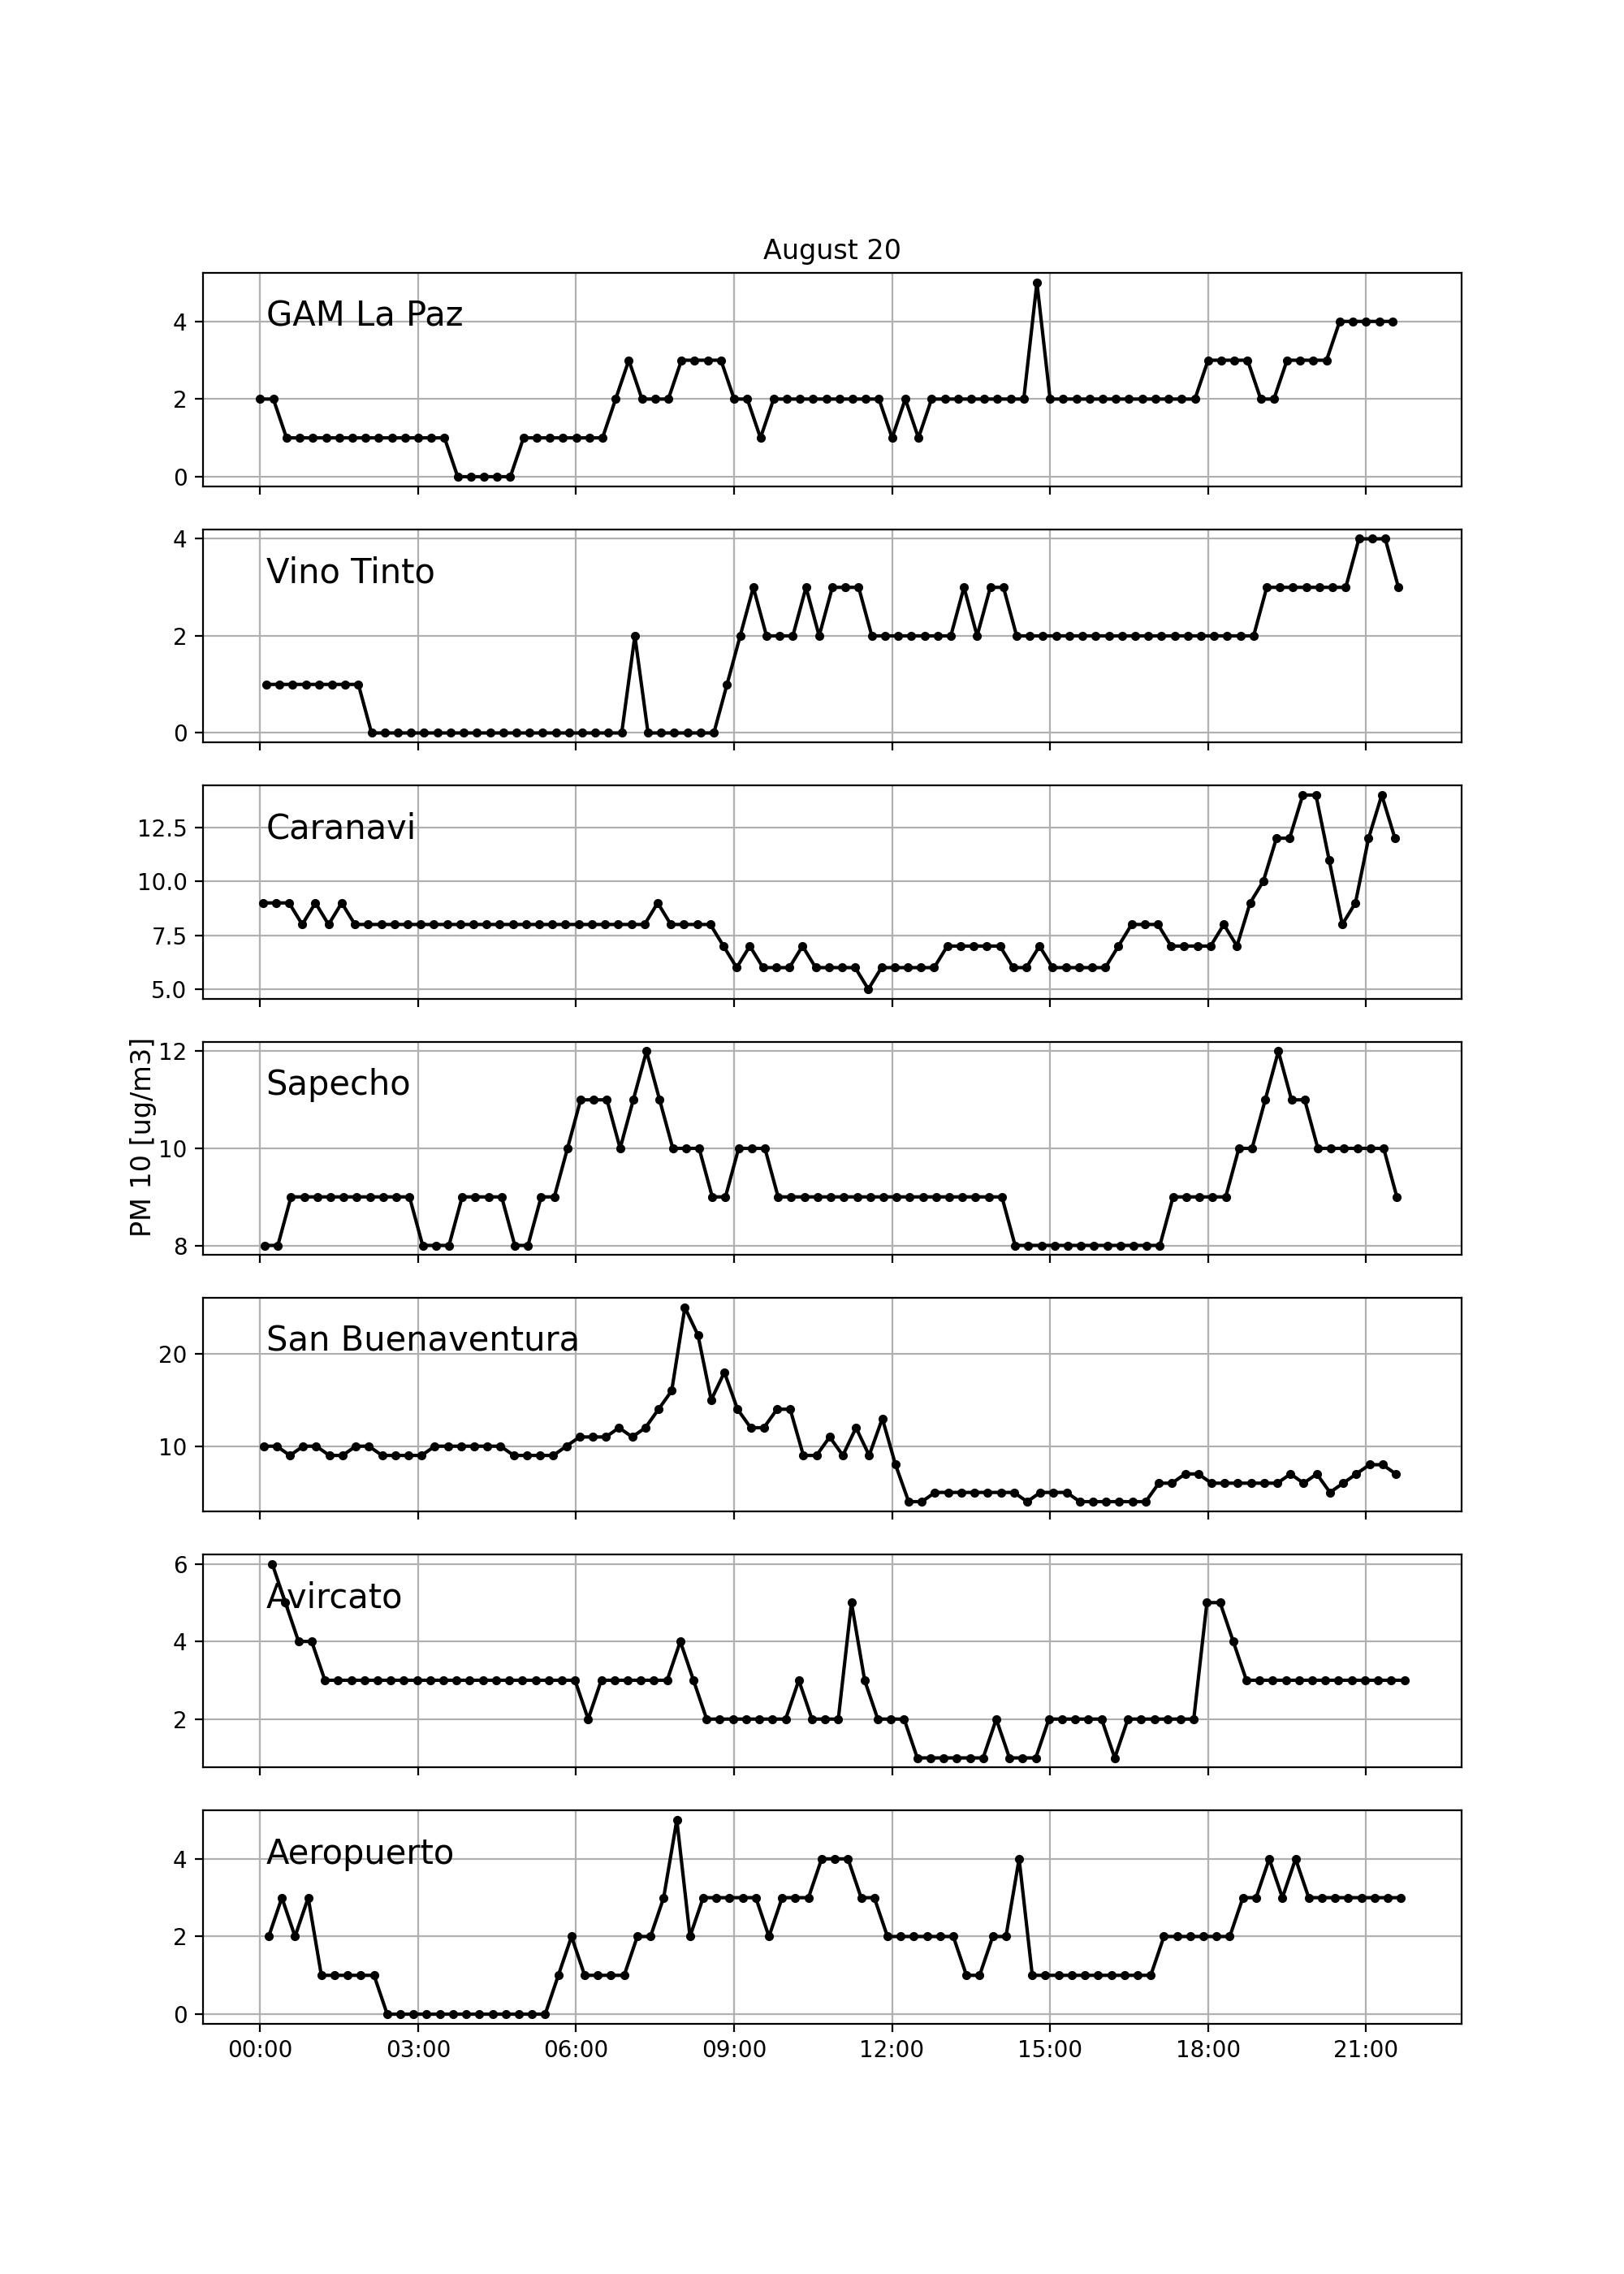 August 20
GAM La Paz
4
2
0
Vino Tinto
4
2
0
Caranavi
12.5
10.0
7.5
5.0
PM 10 [ug/m3]
Sapecho
12
10
8
San Buenaventura
20
10
Avircato
6
4
2
Aeropuerto
4
2
0
00:00 03:00 06:00 09:00 12:00 15:00 18:00 21:00